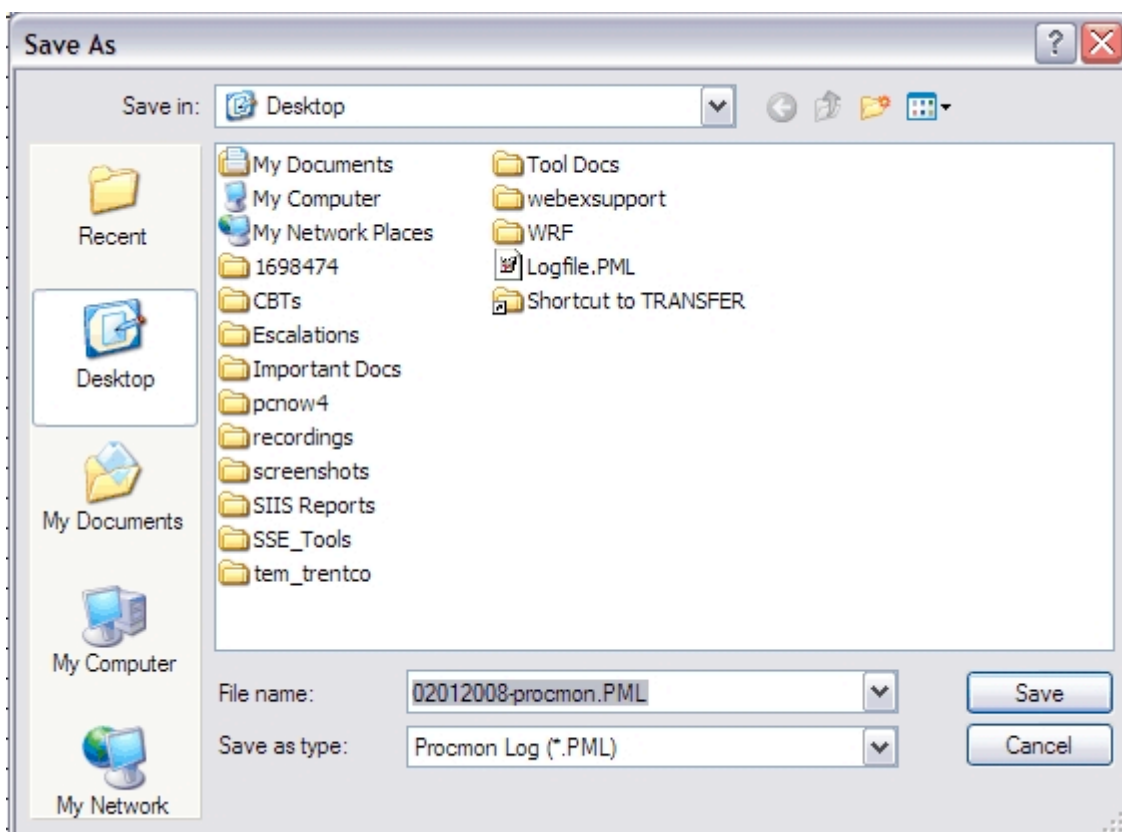 Save As
Save in: Desktop
Recent
Desktop
My Documents
My Computer
My Network
My Documents
My Computer
My Network Places
1698474
CBTs
Escalations
Important Docs
pcnow4
recordings
screenshots
SIIS Reports
SSE_Tools
tem_trentco
Tool Docs
webexsupport
WRF
Logfile.PML
Shortcut to TRANSFER
File name: 02012008-procmon.PML Save
Save as type: Procmon Log (*.PML) Cancel